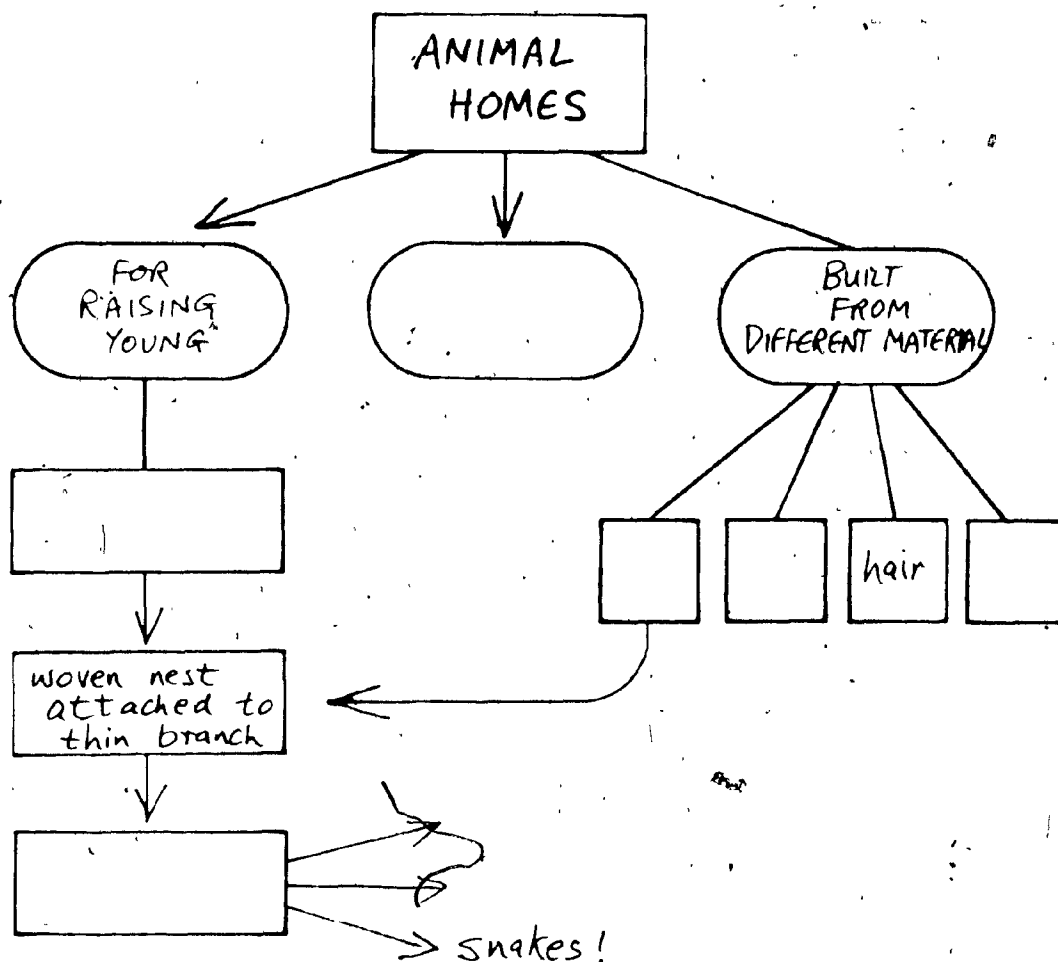 ANIMAL
HOMES
FOR
RAISING
YOUNG
BUILT
FROM
DIFFERENT MATERIAL
hair
woven nest
attached to
thin branch
snakes!